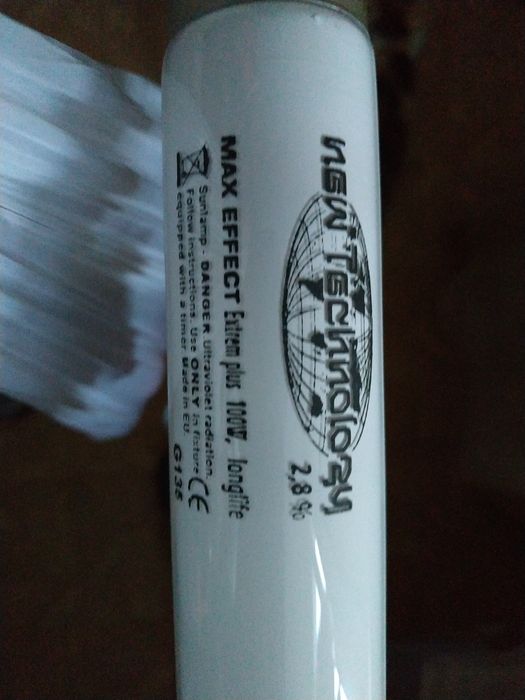 New Technology
2,8 %
MAX EFFECT Extrem plus 100W, longlife
Sunlamp - DANGER Ultraviolet radiation.
Follow instructions. Use ONLY in fixture
equipped with a timer. Made in EU.
CE
G135